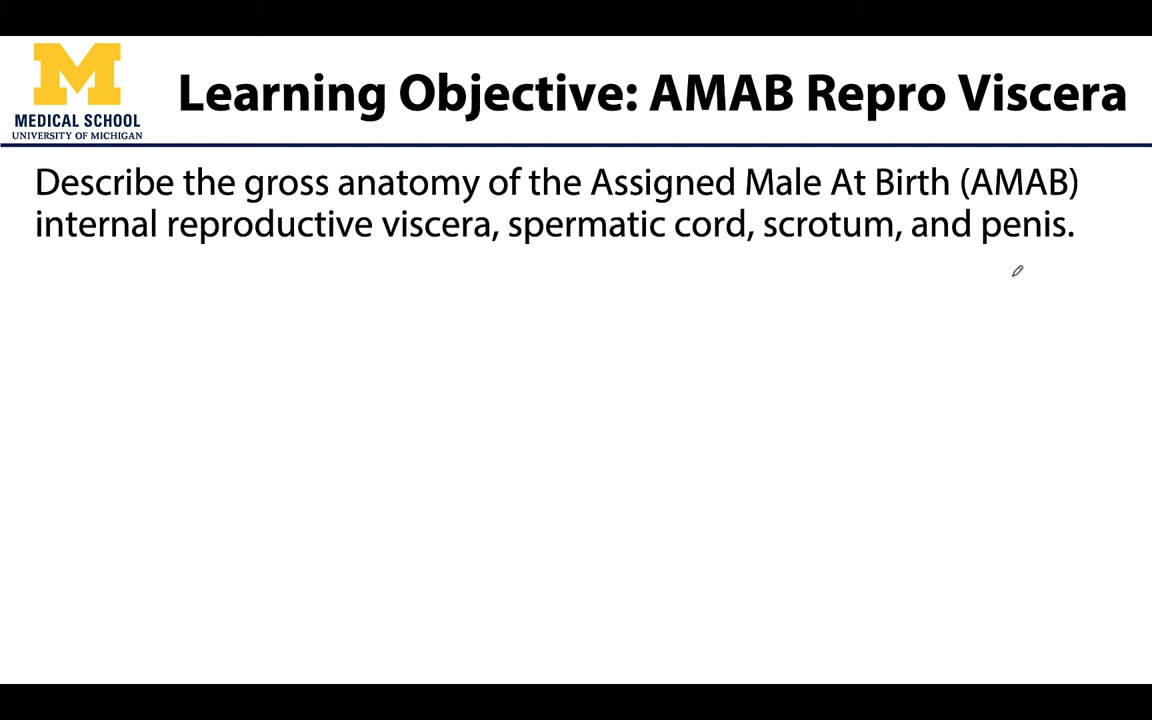 M
MEDICAL SCHOOL
UNIVERSITY OF MICHIGAN
Learning Objective: AMAB Repro Viscera
Describe the gross anatomy of the Assigned Male At Birth (AMAB)
internal reproductive viscera, spermatic cord, scrotum, and penis.